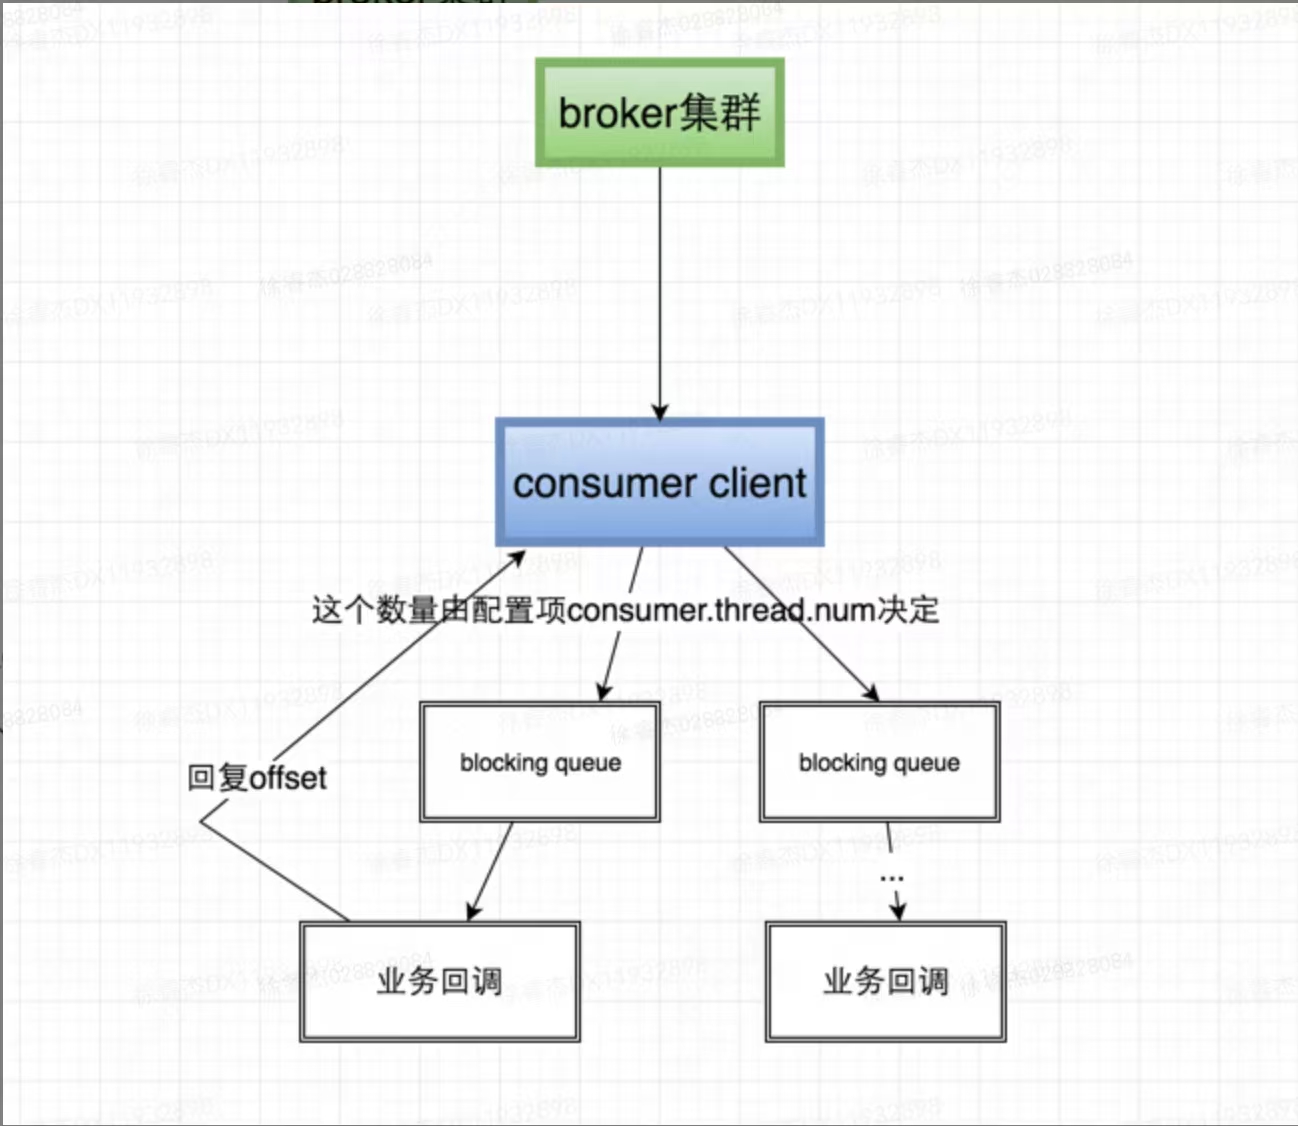 broker集群
consumer client
这个数量由配置项consumer.thread.num决定
blocking queue
blocking queue
回复offset
...
业务回调
业务回调